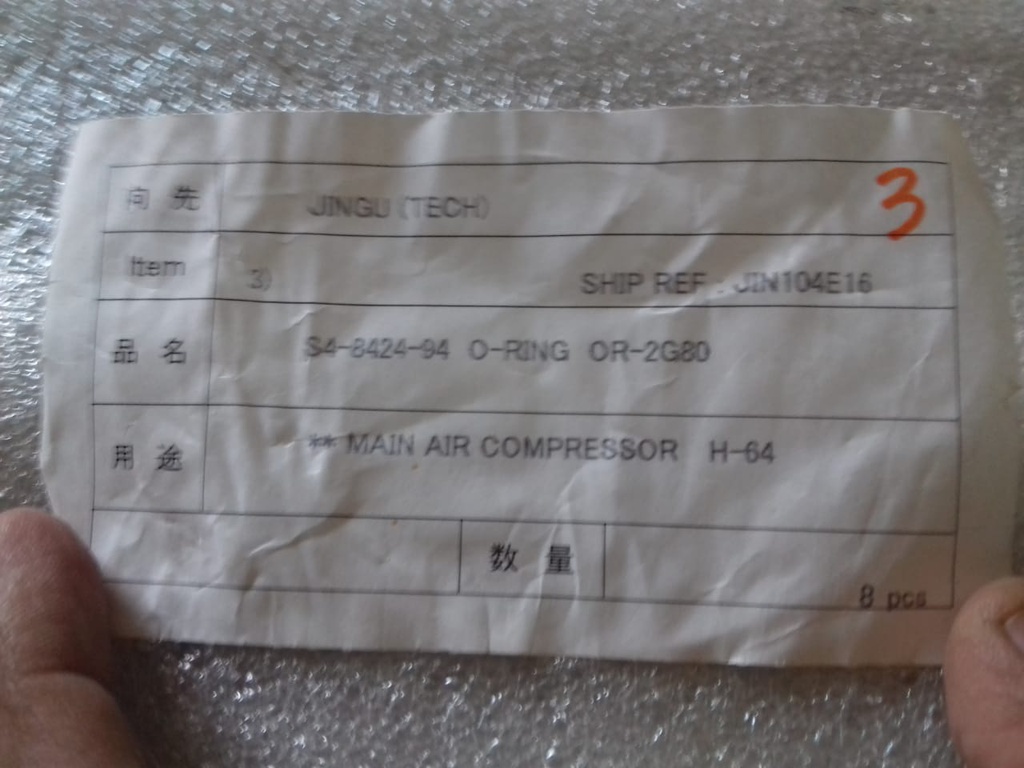 向先 JINGU (TECH) 3
Item 3) SHIP REF : JIN104E16
品名 S4-8424-94 O-RING OR-2G80
用途 ** MAIN AIR COMPRESSOR H-64
数量 8 pcs